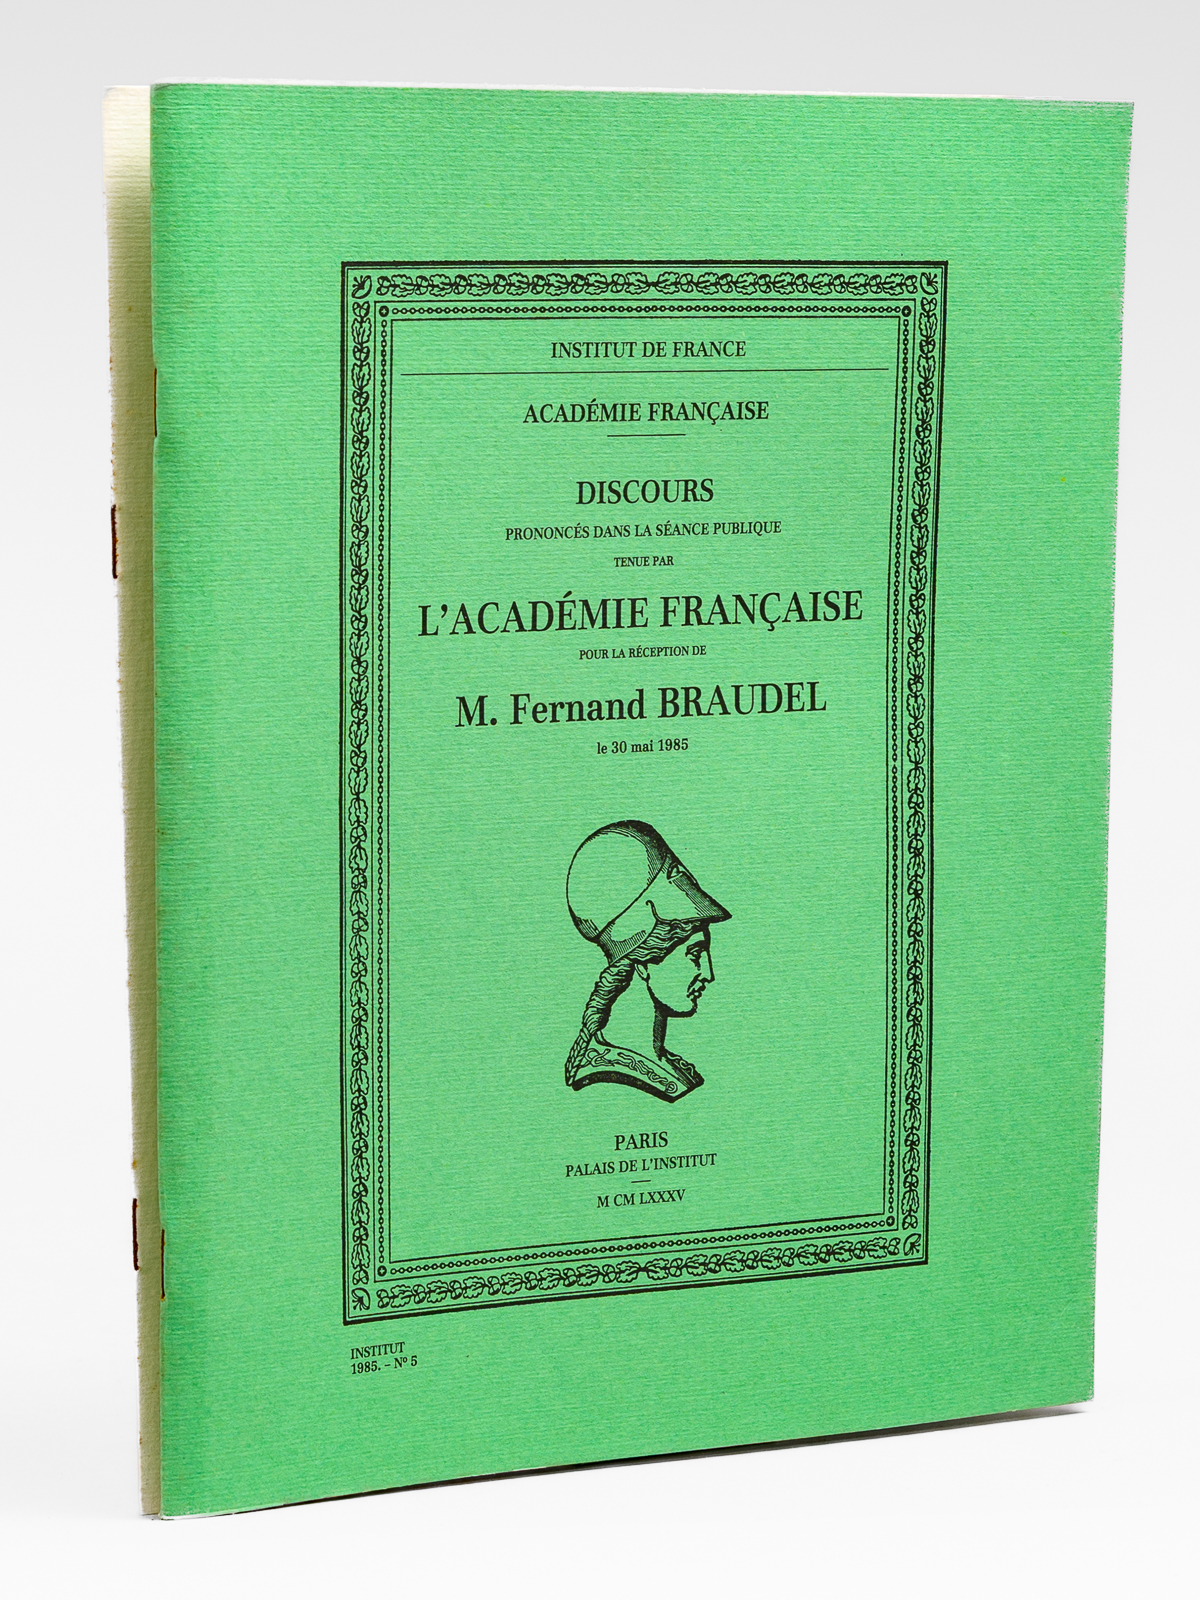 INSTITUT DE FRANCE
ACADÉMIE FRANÇAISE
DISCOURS
PRONONCÉS DANS LA SÉANCE PUBLIQUE
TENUE PAR
L'ACADÉMIE FRANÇAISE
POUR LA RÉCEPTION DE
M. Fernand BRAUDEL
le 30 mai 1985
PARIS
PALAIS DE L'INSTITUT
M CM LXXXV
INSTITUT
1985. – Nº 5